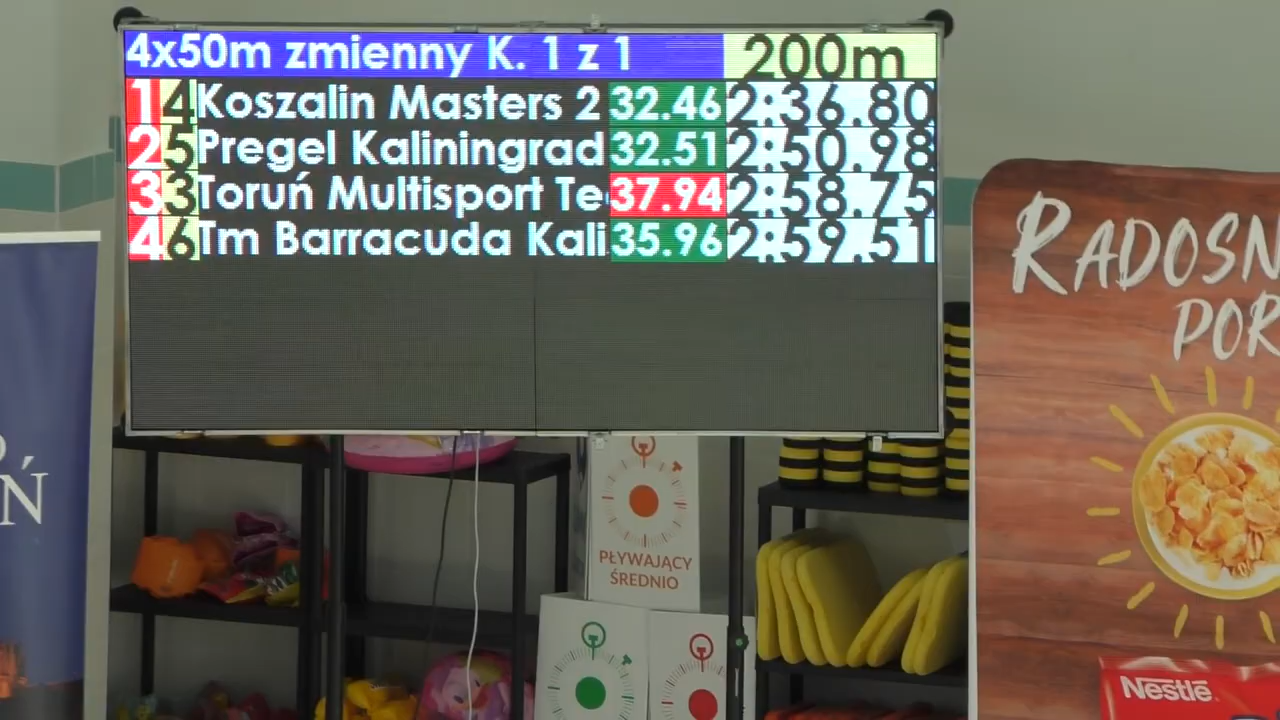 4x50m zmienny K. 1 z 1 200m
1 4 Koszalin Masters 2 32.46 2:36.80
2 5 Pregel Kaliningrad 32.51 2:50.98
3 3 Toruń Multisport Te 37.94 2:58.75
4 6 Tm Barracuda Kali 35.96 2:59.51
RADOSN
POR
Ń
PŁYWAJĄCY
ŚREDNIO
Nestlé